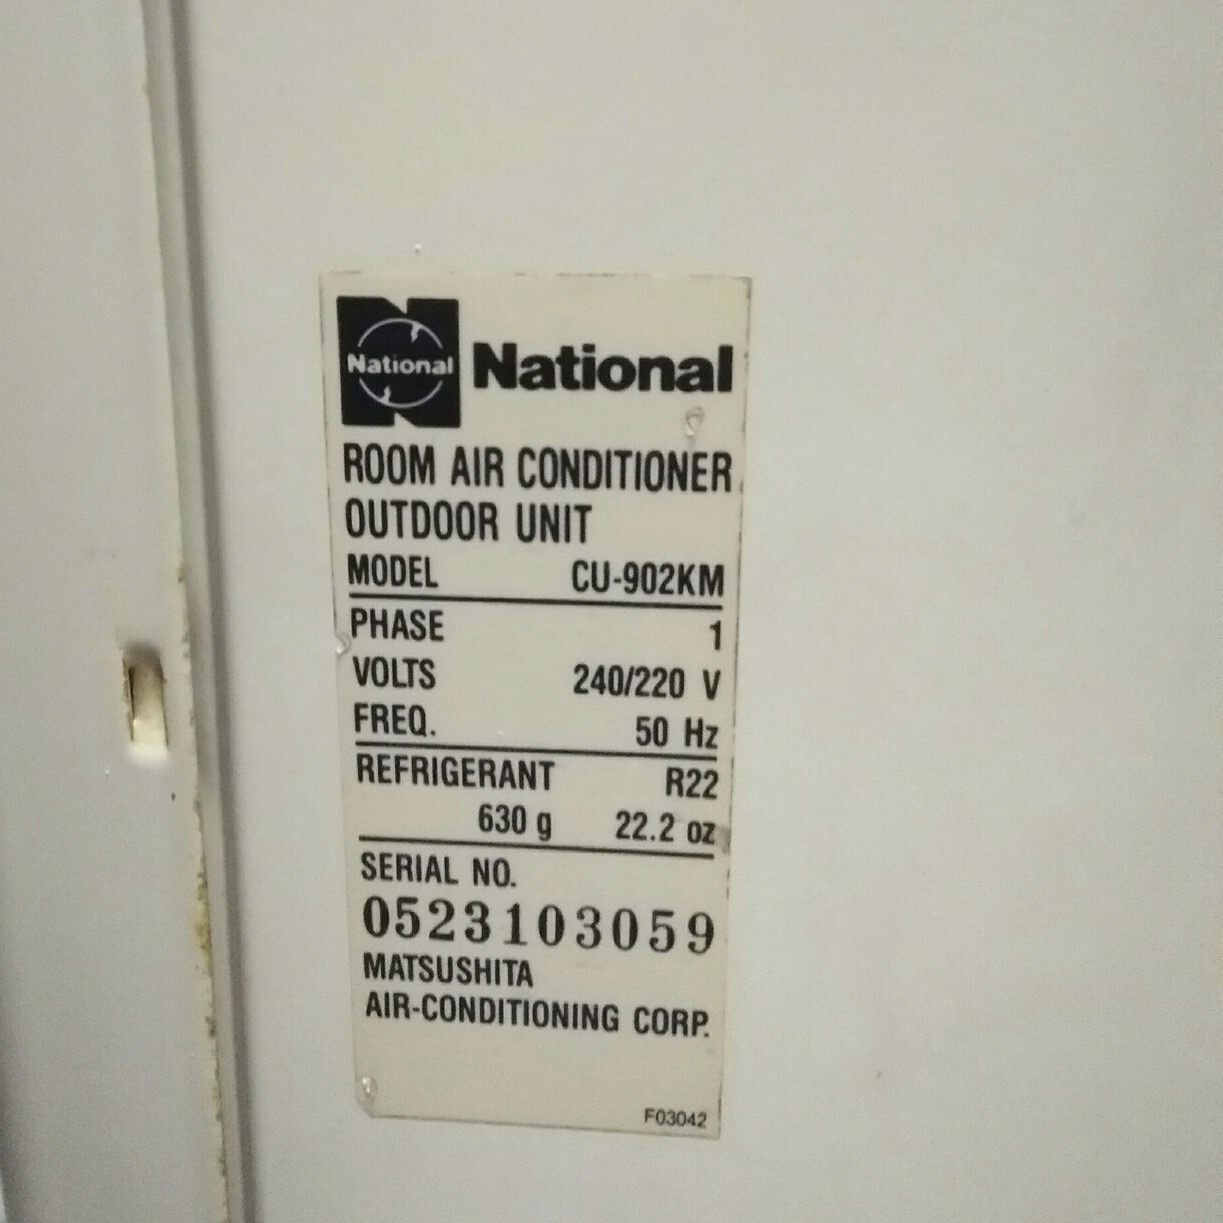 National National
ROOM AIR CONDITIONER
OUTDOOR UNIT
MODEL CU-902KM
PHASE 1
VOLTS 240/220 V
FREQ. 50 Hz
REFRIGERANT R22
630 g 22.2 oz
SERIAL NO.
0523103059
MATSUSHITA
AIR-CONDITIONING CORP.
F03042